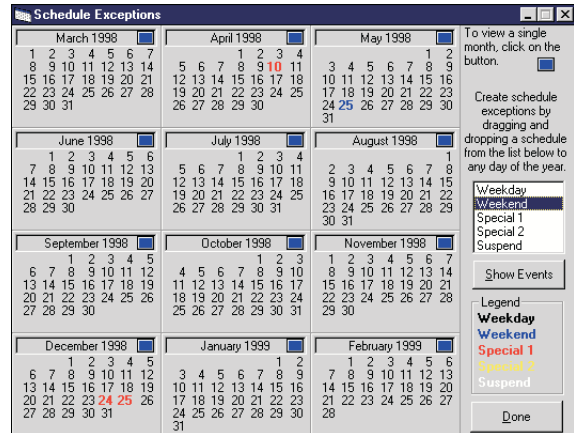 Schedule Exceptions
March 1998
1 2 3 4 5 6 7
8 9 10 11 12 13 14
15 16 17 18 19 20 21
22 23 24 25 26 27 28
29 30 31
April 1998
1 2 3 4
5 6 7 8 9 10 11
12 13 14 15 16 17 18
19 20 21 22 23 24 25
26 27 28 29 30
May 1998
1 2
3 4 5 6 7 8 9
10 11 12 13 14 15 16
17 18 19 20 21 22 23
24 25 26 27 28 29 30
31
June 1998
1 2 3 4 5 6
7 8 9 10 11 12 13
14 15 16 17 18 19 20
21 22 23 24 25 26 27
28 29 30
July 1998
1 2 3 4
5 6 7 8 9 10 11
12 13 14 15 16 17 18
19 20 21 22 23 24 25
26 27 28 29 30 31
August 1998
1
2 3 4 5 6 7 8
9 10 11 12 13 14 15
16 17 18 19 20 21 22
23 24 25 26 27 28 29
30 31
September 1998
1 2 3 4 5
6 7 8 9 10 11 12
13 14 15 16 17 18 19
20 21 22 23 24 25 26
27 28 29 30
October 1998
1 2 3
4 5 6 7 8 9 10
11 12 13 14 15 16 17
18 19 20 21 22 23 24
25 26 27 28 29 30 31
November 1998
1 2 3 4 5 6 7
8 9 10 11 12 13 14
15 16 17 18 19 20 21
22 23 24 25 26 27 28
29 30
December 1998
1 2 3 4 5
6 7 8 9 10 11 12
13 14 15 16 17 18 19
20 21 22 23 24 25 26
27 28 29 30 31
January 1999
1 2
3 4 5 6 7 8 9
10 11 12 13 14 15 16
17 18 19 20 21 22 23
24 25 26 27 28 29 30
31
February 1999
1 2 3 4 5 6
7 8 9 10 11 12 13
14 15 16 17 18 19 20
21 22 23 24 25 26 27
28
To view a single
month, click on the
button.
Create schedule
exceptions by
dragging and
dropping a schedule
from the list below to
any day of the year.
Weekday
Weekend
Special 1
Special 2
Suspend
Show Events
Legend
Weekday
Weekend
Special 1
Special 2
Suspend
Done